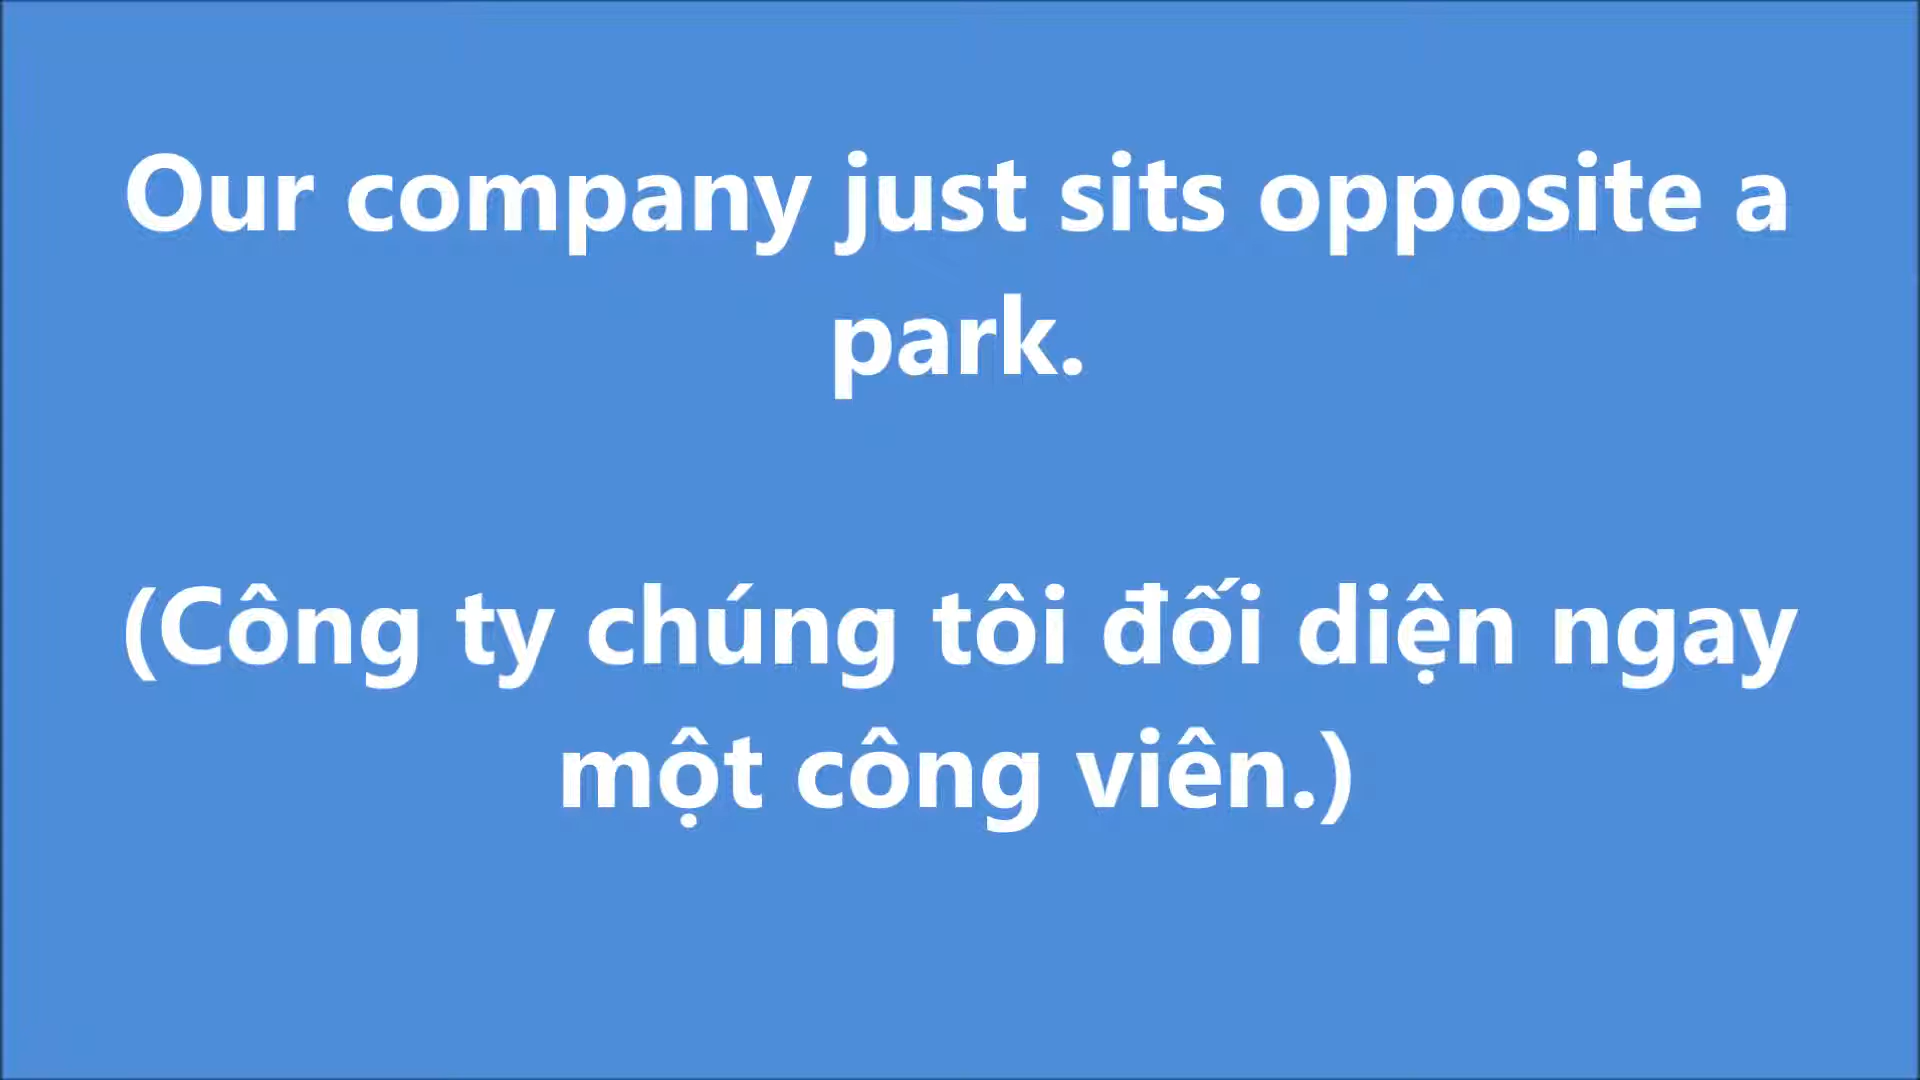 Our company just sits opposite a
park.
(Công ty chúng tôi đối diện ngay
một công viên.)